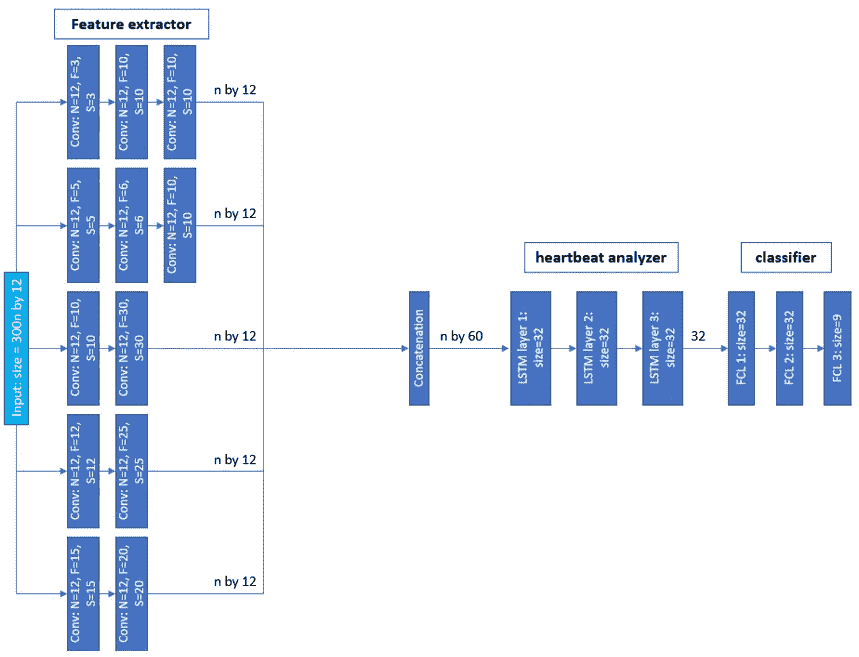 Feature extractor
Input: size = 300n by 12
Conv: N=12, F=3,
S=3
Conv: N=12, F=10,
S=10
Conv: N=12, F=10,
S=10
n by 12
Conv: N=12, F=5,
S=5
Conv: N=12, F=6,
S=6
Conv: N=12, F=10,
S=10
n by 12
Conv: N=12, F=10,
S=10
Conv: N=12, F=30,
S=30
n by 12
Conv: N=12, F=12,
S=12
Conv: N=12, F=25,
S=25
n by 12
Conv: N=12, F=15,
S=15
Conv: N=12, F=20,
S=20
n by 12
Concatenation
n by 60
heartbeat analyzer
LSTM layer 1:
size=32
LSTM layer 2:
size=32
LSTM layer 3:
size=32
32
classifier
FCL 1: size=32
FCL 2: size=32
FCL 3: size=9